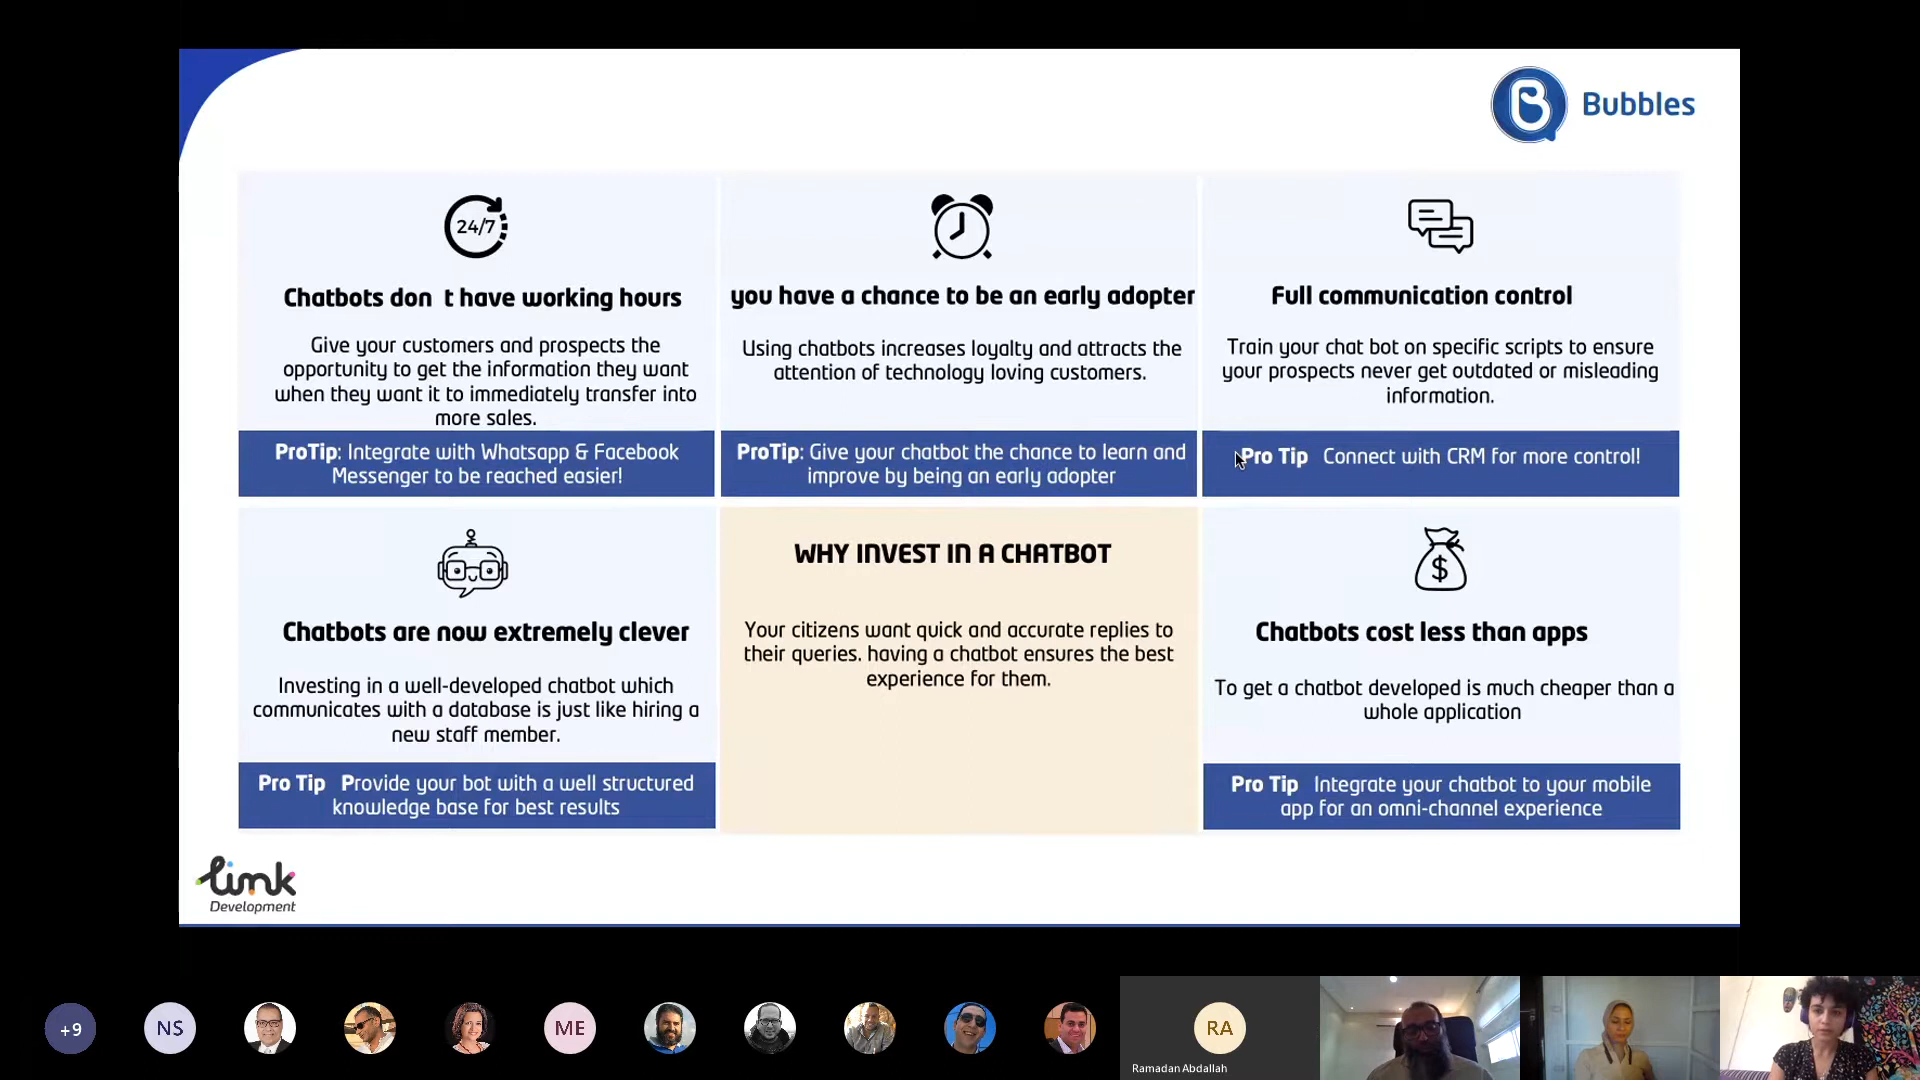 Bubbles
24/7
Chatbots don t have working hours
Give your customers and prospects the
opportunity to get the information they want
when they want it to immediately transfer into
more sales.
ProTip: Integrate with Whatsapp & Facebook
Messenger to be reached easier!
you have a chance to be an early adopter
Using chatbots increases loyalty and attracts the
attention of technology loving customers.
ProTip: Give your chatbot the chance to learn and
improve by being an early adopter
Full communication control
Train your chat bot on specific scripts to ensure
your prospects never get outdated or misleading
information.
Pro Tip Connect with CRM for more control!
Chatbots are now extremely clever
Investing in a well-developed chatbot which
communicates with a database is just like hiring a
new staff member.
Pro Tip Provide your bot with a well structured
knowledge base for best results
WHY INVEST IN A CHATBOT
Your citizens want quick and accurate replies to
their queries. having a chatbot ensures the best
experience for them.
$
Chatbots cost less than apps
To get a chatbot developed is much cheaper than a
whole application
Pro Tip Integrate your chatbot to your mobile
app for an omni-channel experience
link
Development
+9
NS
ME
RA
Ramadan Abdallah